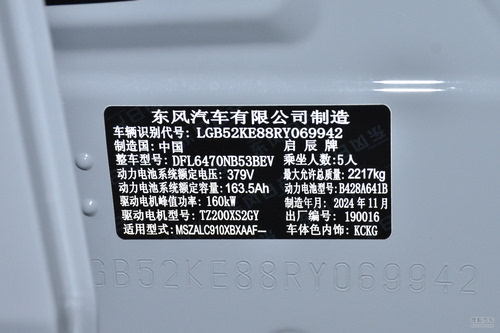 东风汽车有限公司制造
车辆识别代号: LGB52KE88RY069942
制造国: 中国 启辰牌
整车型号: DFL6470NB53BEV 乘坐人数: 5人
动力电池系统额定电压: 379V 最大允许总质量: 2217kg
动力电池系统额定容量: 163.5Ah 动力电池型号: B428A641B
驱动电机峰值功率: 160kW 制造年月: 2024年11月
驱动电机型号: TZ200XS2GY 出厂编号: 190016
适用型式: MSZALC910XBXAAF— 车体色内饰: KCKG
GB52KE88RY069942